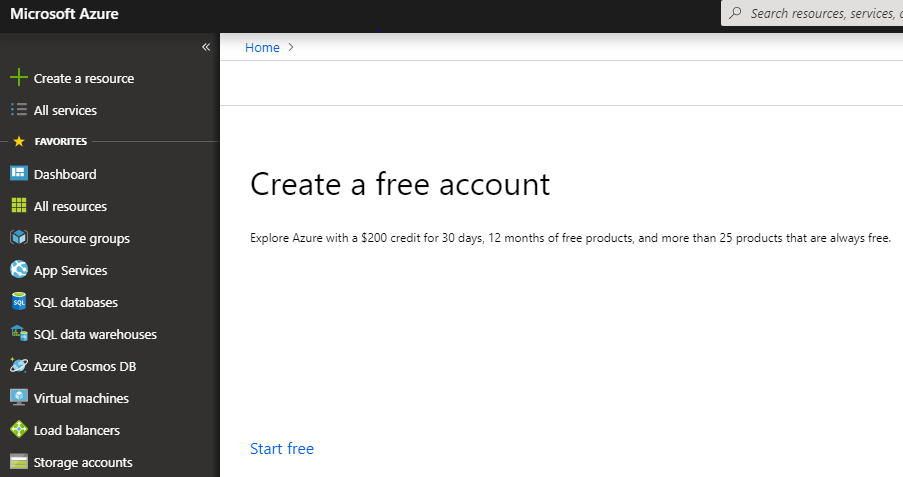 Microsoft Azure
Search resources, services,
«
Home >
Create a resource
All services
FAVORITES
Dashboard
All resources
Resource groups
App Services
SQL databases
SQL data warehouses
Azure Cosmos DB
Virtual machines
Load balancers
Storage accounts
Create a free account
Explore Azure with a $200 credit for 30 days, 12 months of free products, and more than 25 products that are always free.
Start free